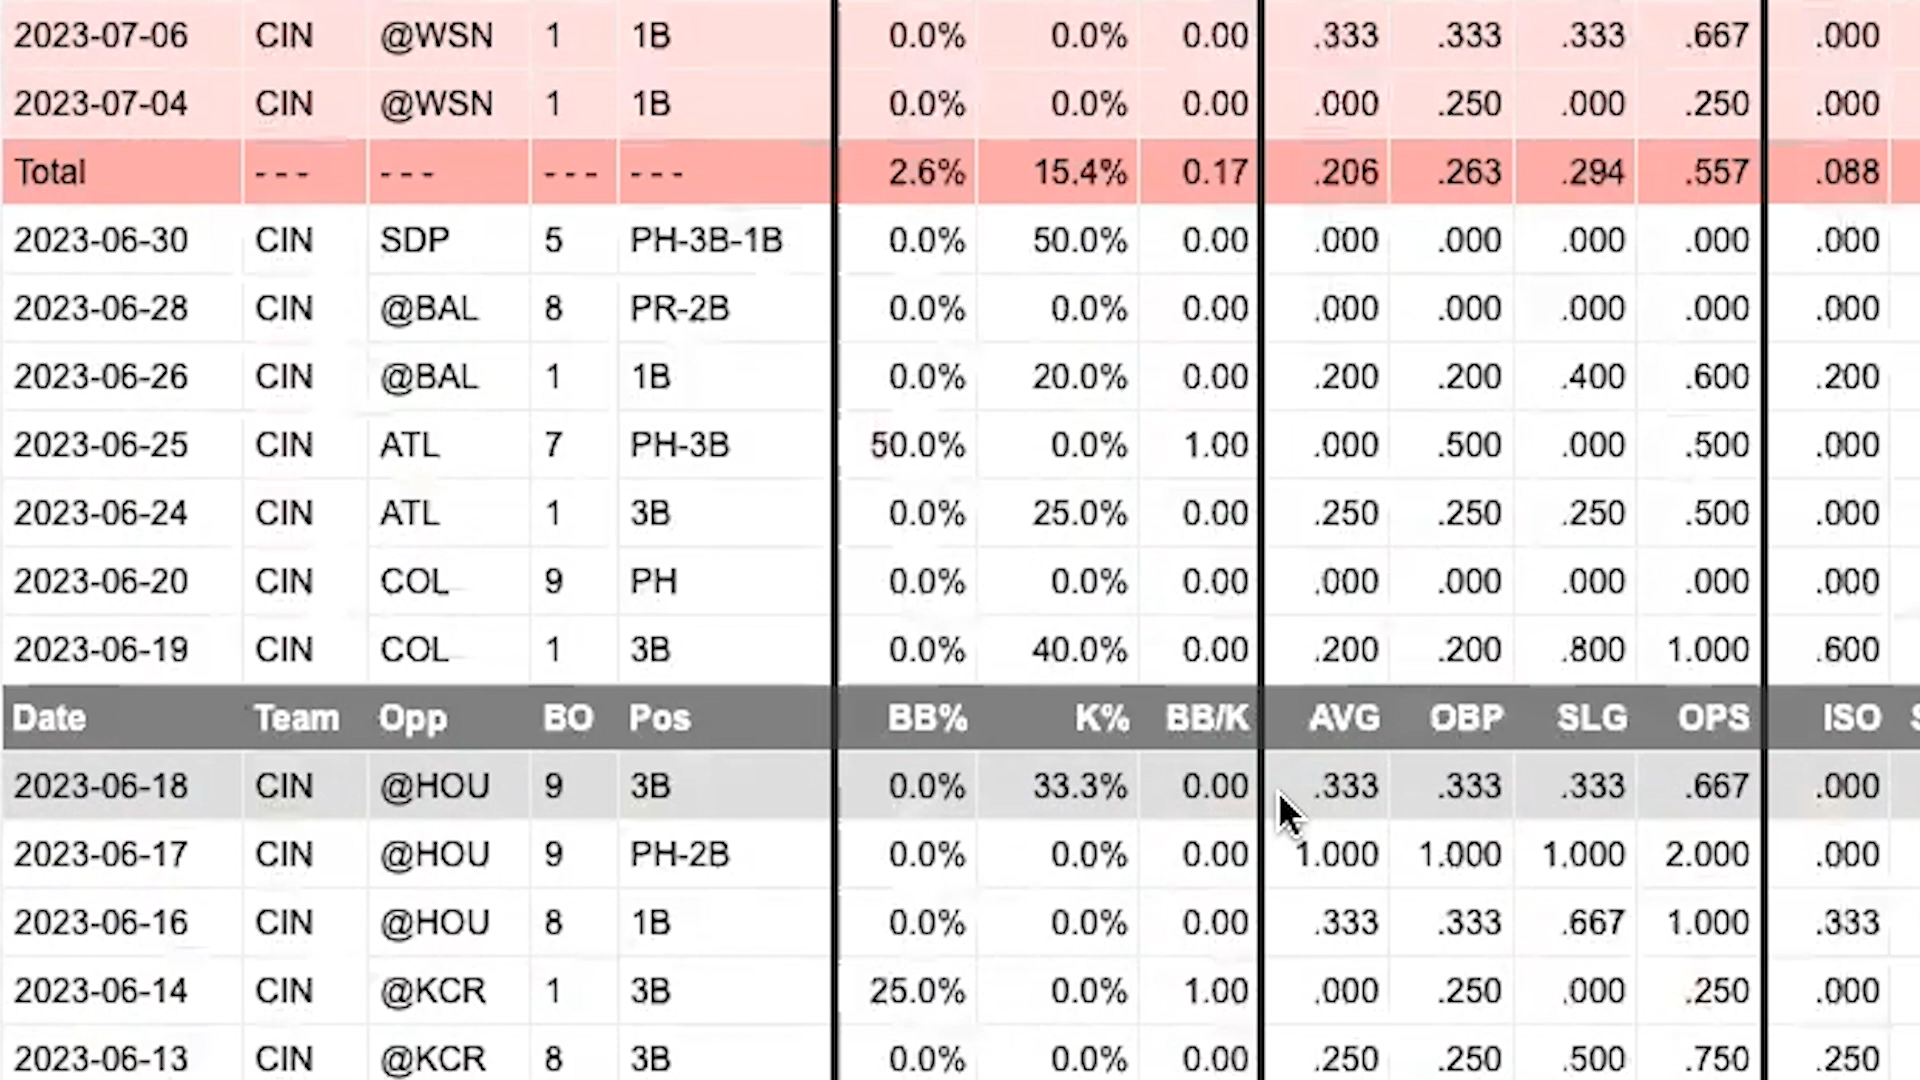 2023-07-06 CIN @WSN 1 1B 0.0% 0.0% 0.00 .333 .333 .333 .667 .000
2023-07-04 CIN @WSN 1 1B 0.0% 0.0% 0.00 .000 .250 .000 .250 .000
Total --- --- --- --- 2.6% 15.4% 0.17 .206 .263 .294 .557 .088
2023-06-30 CIN SDP 5 PH-3B-1B 0.0% 50.0% 0.00 .000 .000 .000 .000 .000
2023-06-28 CIN @BAL 8 PR-2B 0.0% 0.0% 0.00 .000 .000 .000 .000 .000
2023-06-26 CIN @BAL 1 1B 0.0% 20.0% 0.00 .200 .200 .400 .600 .200
2023-06-25 CIN ATL 7 PH-3B 50.0% 0.0% 1.00 .000 .500 .000 .500 .000
2023-06-24 CIN ATL 1 3B 0.0% 25.0% 0.00 .250 .250 .250 .500 .000
2023-06-20 CIN COL 9 PH 0.0% 0.0% 0.00 .000 .000 .000 .000 .000
2023-06-19 CIN COL 1 3B 0.0% 40.0% 0.00 .200 .200 .800 1.000 .600
Date Team Opp BO Pos BB% K% BB/K AVG OBP SLG OPS ISO
2023-06-18 CIN @HOU 9 3B 0.0% 33.3% 0.00 .333 .333 .333 .667 .000
2023-06-17 CIN @HOU 9 PH-2B 0.0% 0.0% 0.00 1.000 1.000 1.000 2.000 .000
2023-06-16 CIN @HOU 8 1B 0.0% 0.0% 0.00 .333 .333 .667 1.000 .333
2023-06-14 CIN @KCR 1 3B 25.0% 0.0% 1.00 .000 .250 .000 .250 .000
2023-06-13 CIN @KCR 8 3B 0.0% 0.0% 0.00 .250 .250 .500 .750 .250